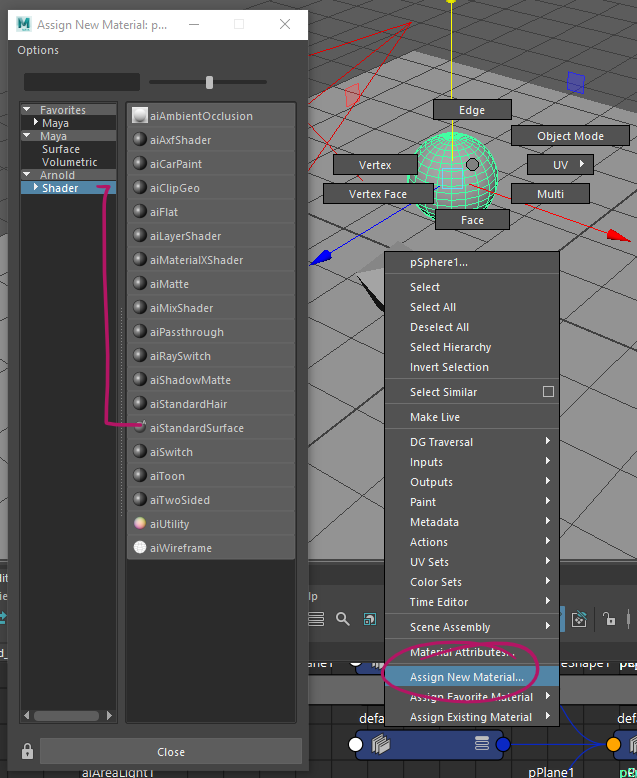 Assign New Material: p...
Options
Favorites
Maya
Maya
Surface
Volumetric
Arnold
Shader
aiAmbientOcclusion
aiAxfShader
aiCarPaint
aiClipGeo
aiFlat
aiLayerShader
aiMaterialXShader
aiMatte
aiMixShader
aiPassthrough
aiRaySwitch
aiShadowMatte
aiStandardHair
aiStandardSurface
aiSwitch
aiToon
aiTwoSided
aiUtility
aiWireframe
Close
Edge
Object Mode
Vertex
UV
Vertex Face
Multi
Face
pSphere1...
Select
Select All
Deselect All
Select Hierarchy
Invert Selection
Select Similar
Make Live
DG Traversal
Inputs
Outputs
Paint
Metadata
Actions
UV Sets
Color Sets
Time Editor
Scene Assembly
Material Attributes...
Assign New Material...
Assign Favorite Material
Assign Existing Material
lp
defa
defau
pPlane1
aiAreaLight1